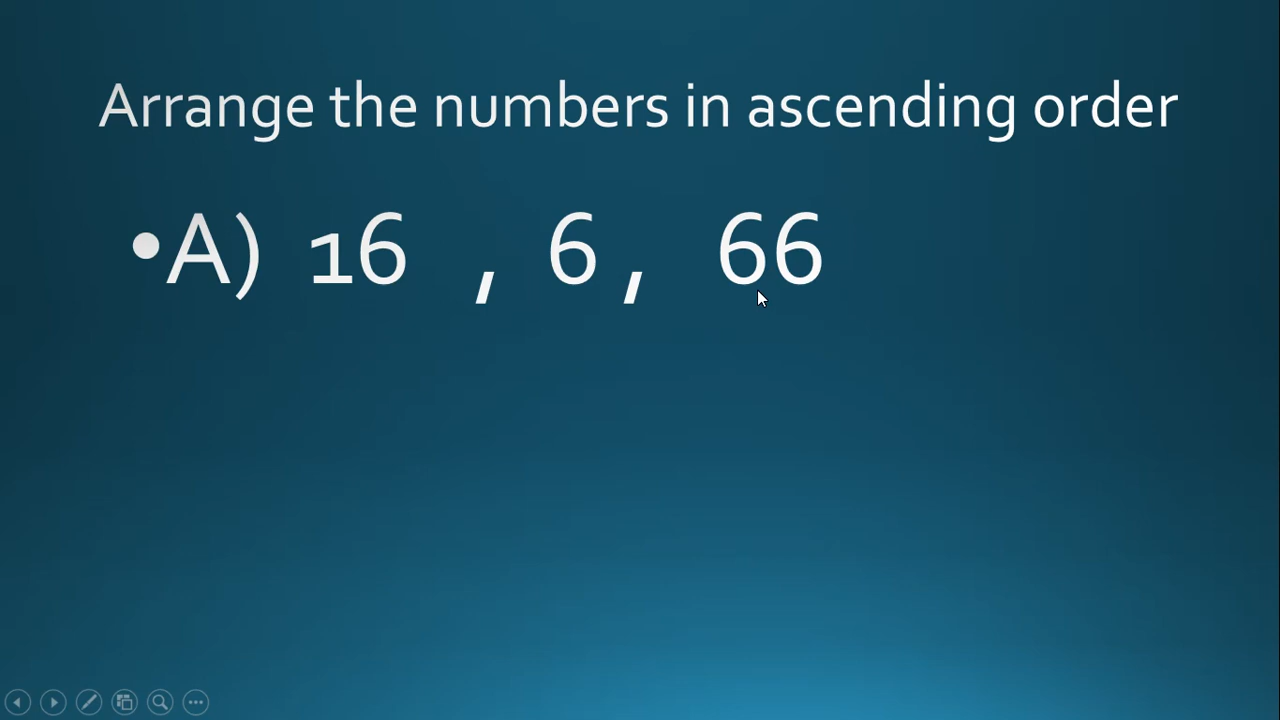 Arrange the numbers in ascending order
•A) 16 , 6 , 66